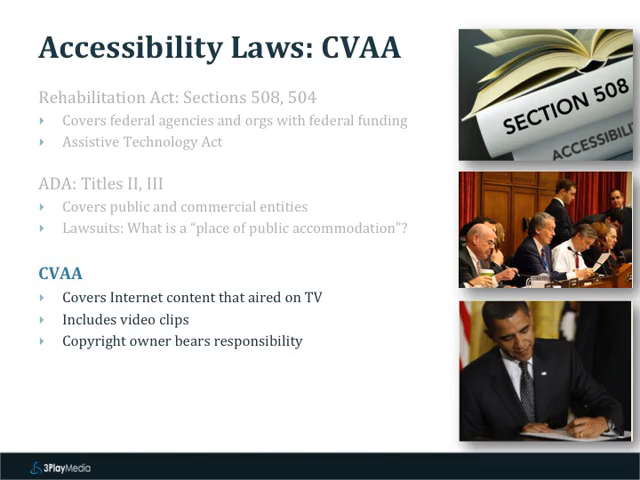 Accessibility Laws: CVAA
Rehabilitation Act: Sections 508, 504
Covers federal agencies and orgs with federal funding
Assistive Technology Act
ADA: Titles II, III
Covers public and commercial entities
Lawsuits: What is a “place of public accommodation”?
CVAA
Covers Internet content that aired on TV
Includes video clips
Copyright owner bears responsibility
SECTION 508
ACCESSIBILI
3PlayMedia